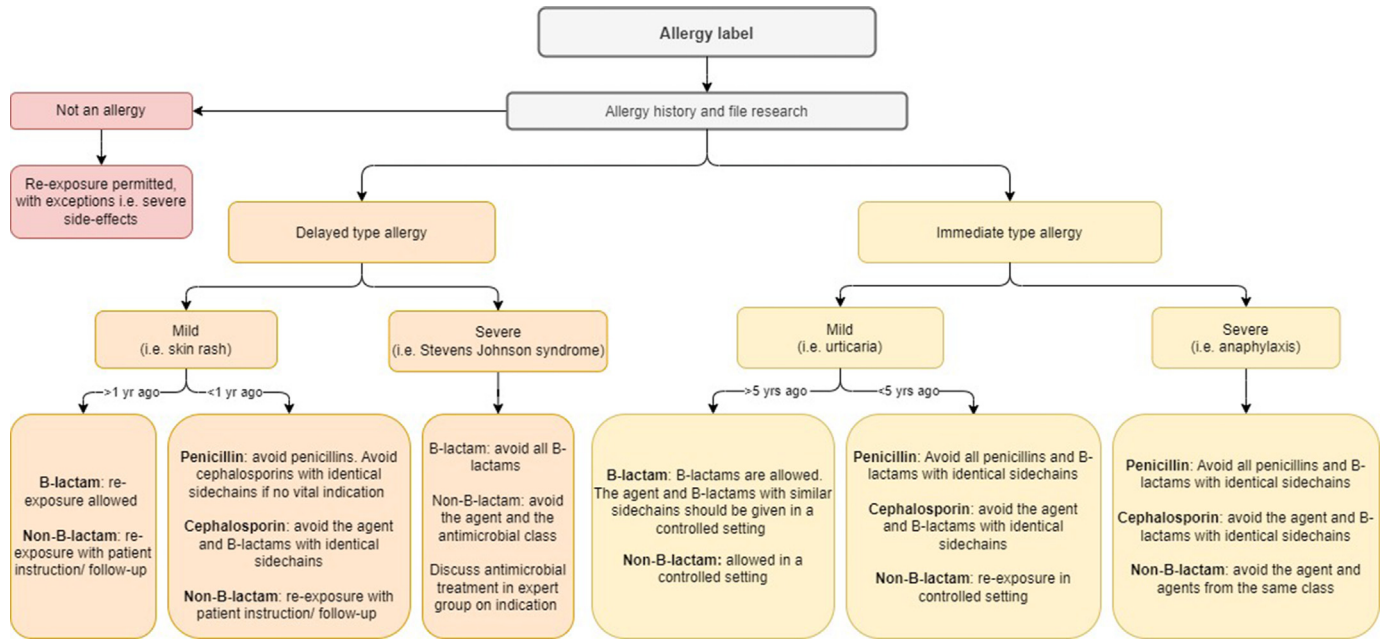 Allergy label
Allergy history and file research
Not an allergy
Re-exposure permitted,
with exceptions i.e. severe
side-effects
Delayed type allergy
Immediate type allergy
Mild
(i.e. skin rash)
Severe
(i.e. Stevens Johnson syndrome)
Mild
(i.e. urticaria)
Severe
(i.e. anaphylaxis)
>1 yr ago
<1 yr ago
>5 yrs ago
<5 yrs ago
B-lactam: re-
exposure allowed
Non-B-lactam: re-
exposure with patient
instruction/ follow-up
Penicillin: avoid penicillins. Avoid
cephalosporins with identical
sidechains if no vital indication
Cephalosporin: avoid the agent
and B-lactams with identical
sidechains
Non-B-lactam: re-exposure with
patient instruction/ follow-up
B-lactam: avoid all B-
lactams
Non-B-lactam: avoid
the agent and the
antimicrobial class
Discuss antimicrobial
treatment in expert
group on indication
B-lactam: B-lactams are allowed.
The agent and B-lactams with similar
sidechains should be given in a
controlled setting
Non-B-lactam: allowed in a
controlled setting
Penicillin: Avoid all penicillins and B-
lactams with identical sidechains
Cephalosporin: avoid the agent
and B-lactams with identical
sidechains
Non-B-lactam: re-exposure in
controlled setting
Penicillin: Avoid all penicillins and B-
lactams with identical sidechains
Cephalosporin: avoid the agent and B-
lactams with identical sidechains
Non-B-lactam: avoid the agent and
agents from the same class